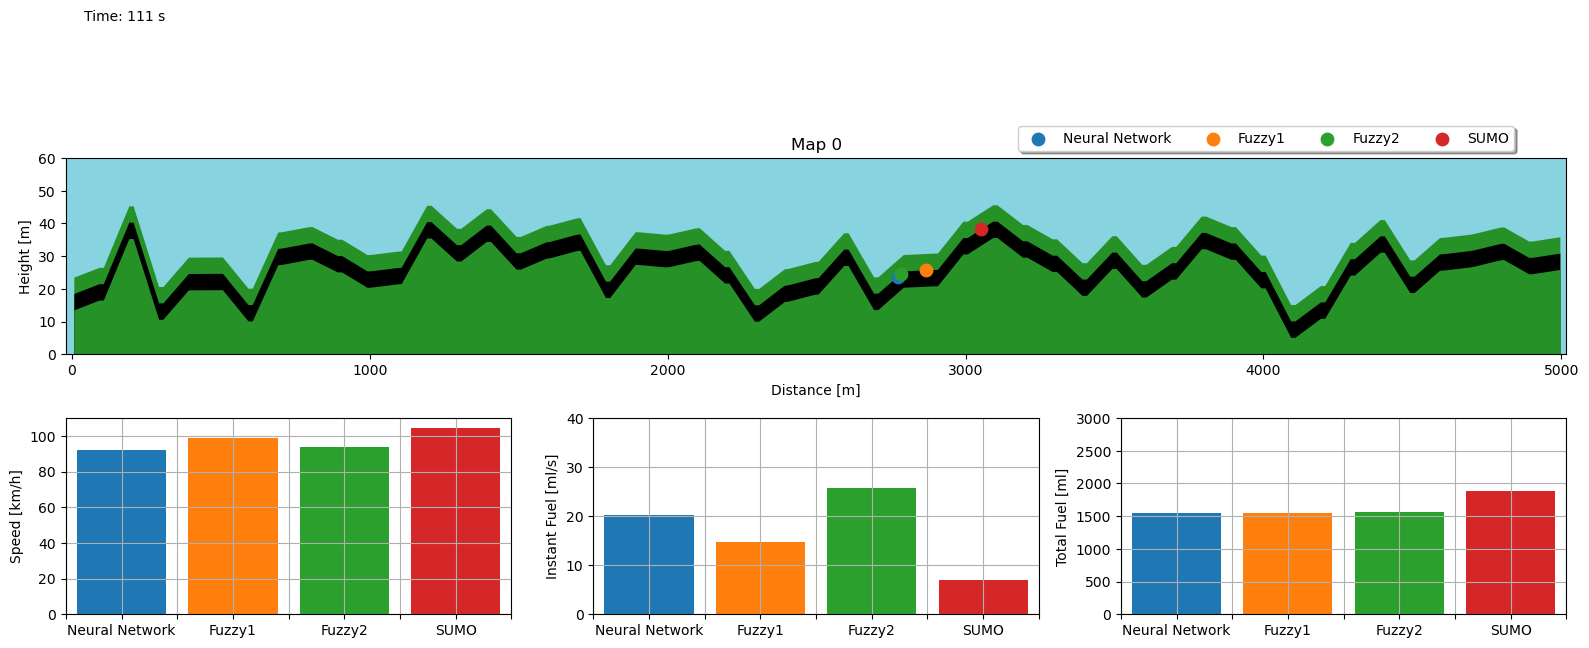 Time: 111 s
Neural Network Fuzzy1 Fuzzy2 SUMO
Map 0
Height [m]
60
50
40
30
20
10
0
0 1000 2000 3000 4000 5000
Distance [m]
Speed [km/h]
100
80
60
40
20
0
Neural Network Fuzzy1 Fuzzy2 SUMO
Instant Fuel [ml/s]
40
30
20
10
0
Neural Network Fuzzy1 Fuzzy2 SUMO
Total Fuel [ml]
3000
2500
2000
1500
1000
500
0
Neural Network Fuzzy1 Fuzzy2 SUMO